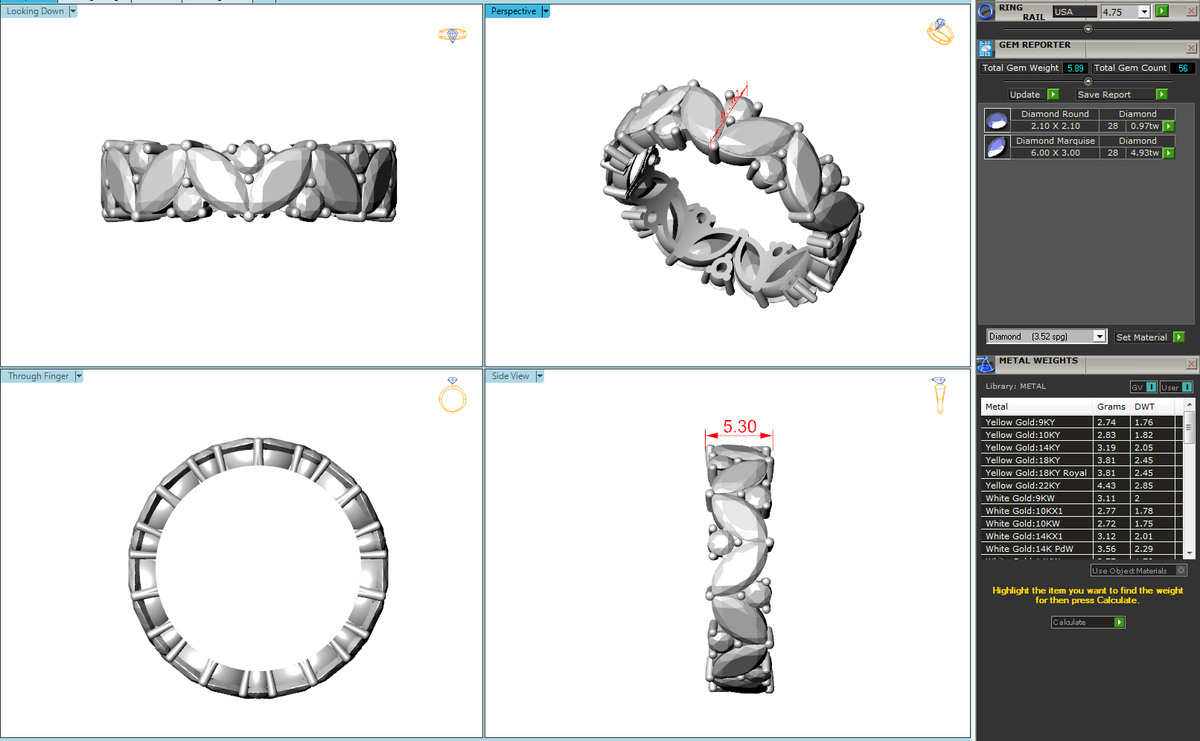 Looking Down
Perspective
Through Finger
Side View
5.30
RING
RAIL
USA
4.75
GEM REPORTER
Total Gem Weight 5.89 Total Gem Count 56
Update Save Report
Diamond Round Diamond
2.10 X 2.10 28 0.97tw
Diamond Marquise Diamond
6.00 X 3.00 28 4.93tw
Diamond (3.52 spg) Set Material
METAL WEIGHTS
Library: METAL GV User
Metal Grams DWT
Yellow Gold:9KY 2.74 1.76
Yellow Gold:10KY 2.83 1.82
Yellow Gold:14KY 3.19 2.05
Yellow Gold:18KY 3.81 2.45
Yellow Gold:18KY Royal 3.81 2.45
Yellow Gold:22KY 4.43 2.85
White Gold:9KW 3.11 2
White Gold:10KX1 2.77 1.78
White Gold:10KW 2.72 1.75
White Gold:14KX1 3.12 2.01
White Gold:14K PdW 3.56 2.29
Use Object Materials
Highlight the item you want to find the weight
for then press Calculate.
Calculate